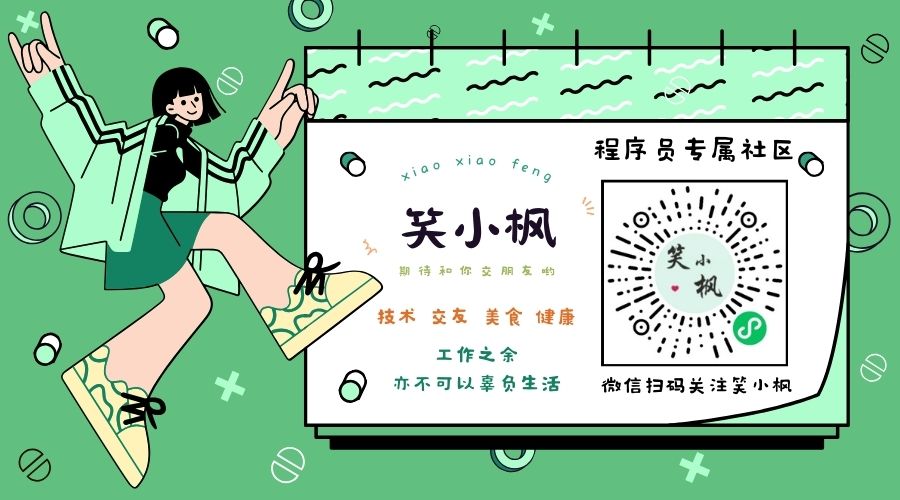 xiao xiao feng
笑小枫
期待和你交朋友哟
技术 交友 美食 健康
工作之余
亦不可以辜负生活
程序员专属社区
笑小枫
微信扫码关注笑小枫